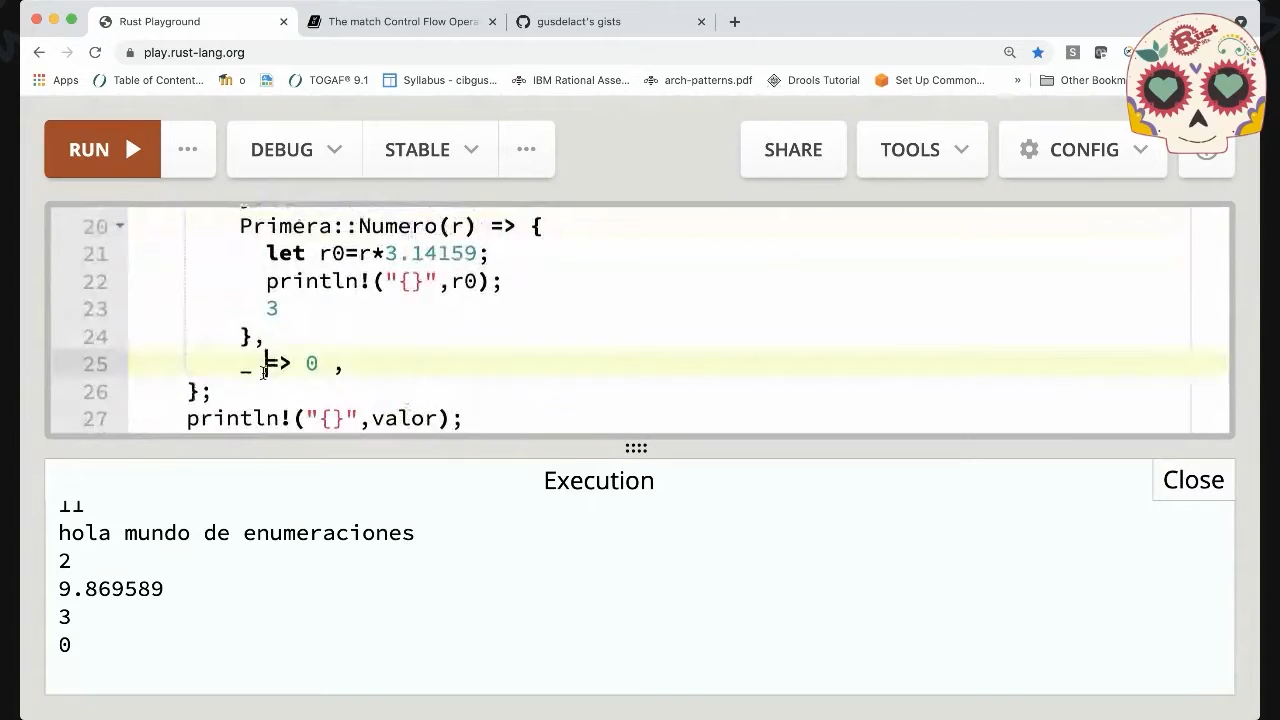 Rust Playground
The match Control Flow Opera
gusdelact's gists
play.rust-lang.org
Apps
Table of Content...
o
TOGAF® 9.1
Syllabus - cibgus...
IBM Rational Asse...
arch-patterns.pdf
Drools Tutorial
Set Up Common...
»
Other Bookm
Rust
RUN
DEBUG
STABLE
SHARE
TOOLS
CONFIG
20 Primera::Numero(r) => {
21 let r0=r*3.14159;
22 println!("{}",r0);
23 3
24 },
25 _ => 0 ,
26 };
27 println!("{}",valor);
Execution
Close
11
hola mundo de enumeraciones
2
9.869589
3
0